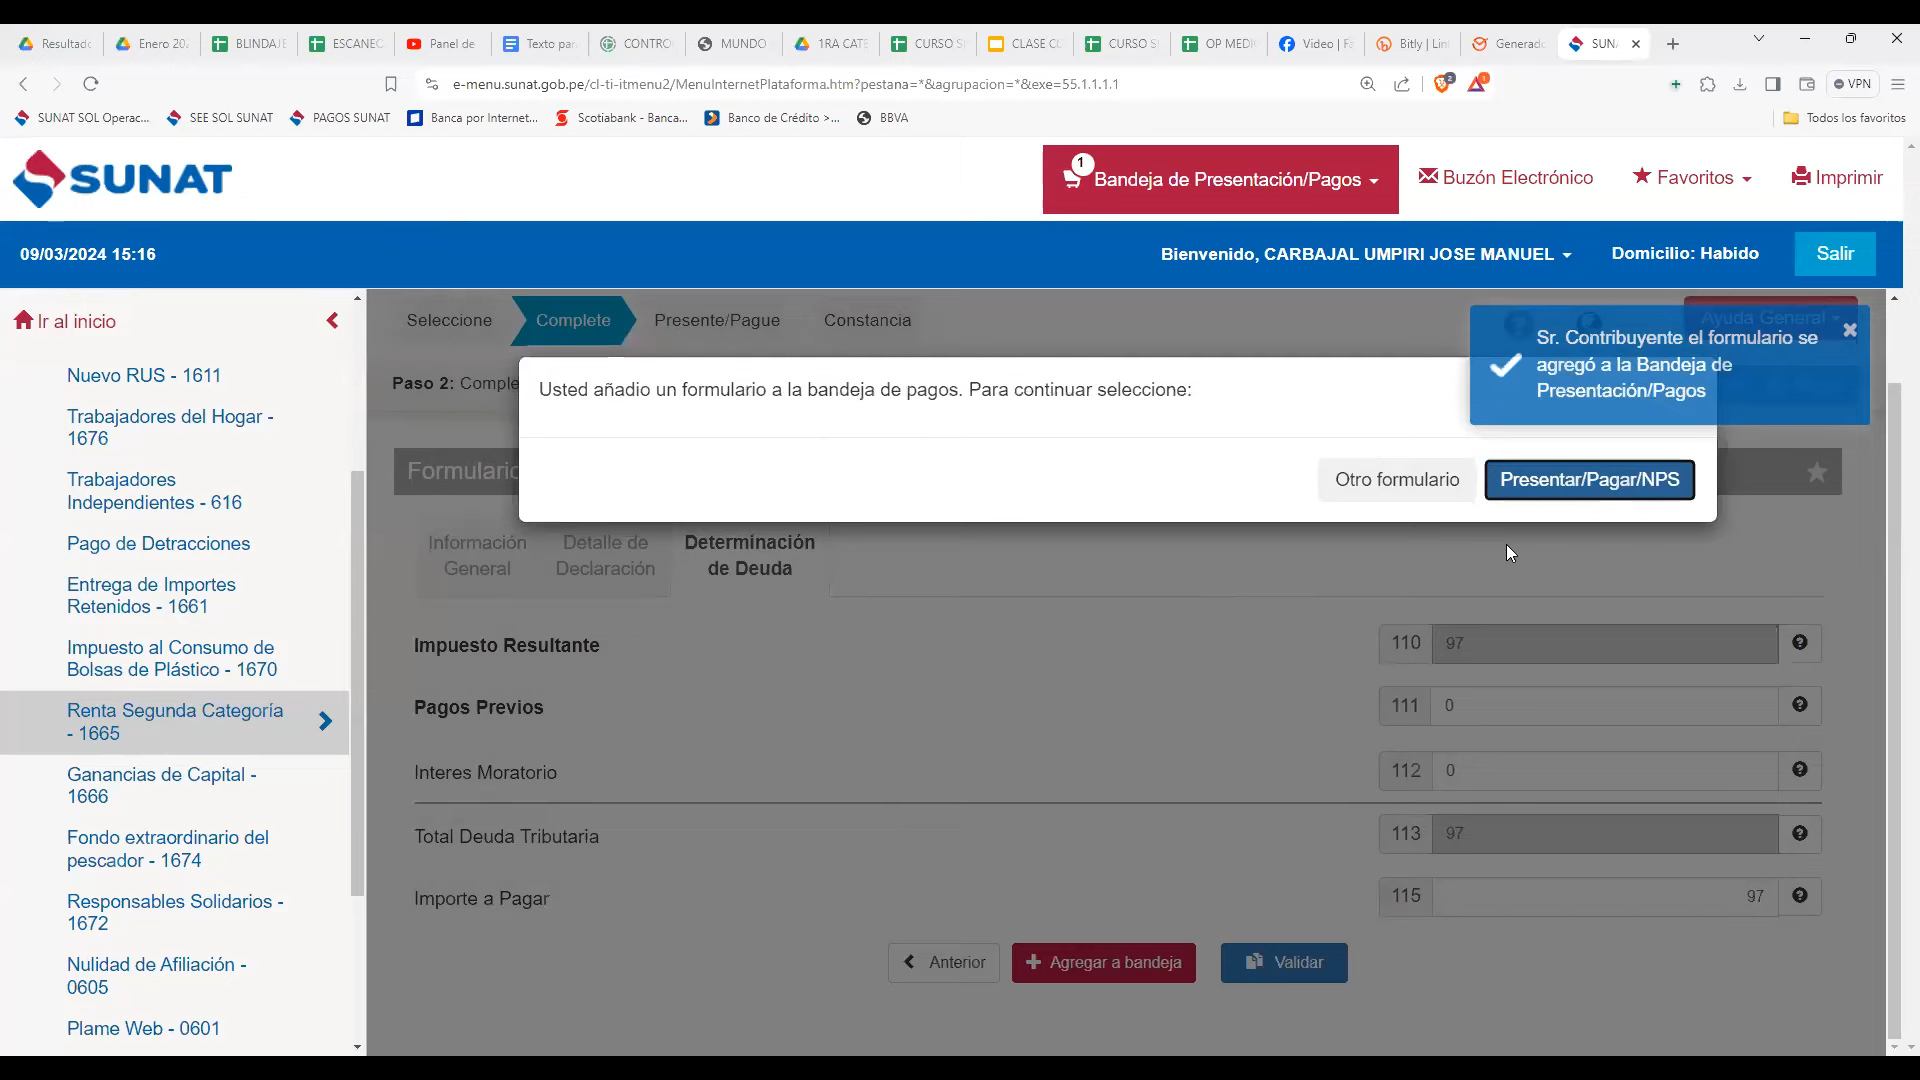 Resultado
Enero 202
BLINDAJE
ESCANEO
Panel de
Texto par
CONTRO
MUNDO
1RA CATE
CURSO S
CLASE CO
CURSO S
OP MEDI
Video | Fa
Bitly | Lin
Generado
SUN
e-menu.sunat.gob.pe/cl-ti-itmenu2/MenuInternetPlataforma.htm?pestana=*&agrupacion=*&exe=55.1.1.1.1
2
1
VPN
SUNAT SOL Operac...
SEE SOL SUNAT
PAGOS SUNAT
Banca por Internet...
Scotiabank - Banca...
Banco de Crédito >...
BBVA
Todos los favoritos
SUNAT
1
Bandeja de Presentación/Pagos
Buzón Electrónico
Favoritos
Imprimir
09/03/2024 15:16
Bienvenido, CARBAJAL UMPIRI JOSE MANUEL
Domicilio: Habido
Salir
Ir al inicio
Nuevo RUS - 1611
Trabajadores del Hogar -
1676
Trabajadores
Independientes - 616
Pago de Detracciones
Entrega de Importes
Retenidos - 1661
Impuesto al Consumo de
Bolsas de Plástico - 1670
Renta Segunda Categoría
- 1665
Ganancias de Capital -
1666
Fondo extraordinario del
pescador - 1674
Responsables Solidarios -
1672
Nulidad de Afiliación -
0605
Plame Web - 0601
Seleccione
Complete
Presente/Pague
Constancia
Ayuda General
Sr. Contribuyente el formulario se
agregó a la Bandeja de
Presentación/Pagos
Paso 2: Comple
Usted añadio un formulario a la bandeja de pagos. Para continuar seleccione:
Otro formulario
Presentar/Pagar/NPS
Formulario
Información
General
Detalle de
Declaración
Determinación
de Deuda
Impuesto Resultante
110
97
Pagos Previos
111
0
Interes Moratorio
112
0
Total Deuda Tributaria
113
97
Importe a Pagar
115
97
Anterior
Agregar a bandeja
Validar